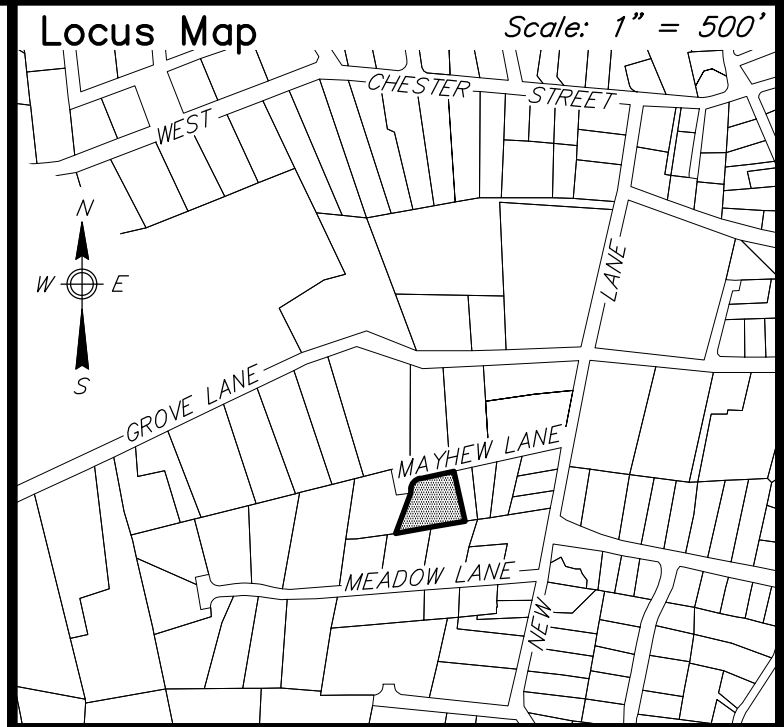 Locus Map
Scale: 1" = 500'
WEST CHESTER STREET
N
W E
S
LANE
GROVE LANE
MAYHEW LANE
MEADOW LANE
NEW